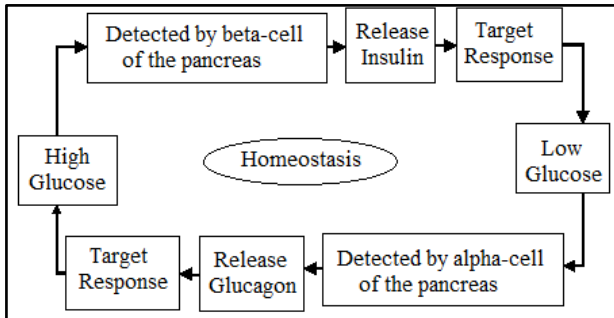 Detected by beta-cell
of the pancreas
Release
Insulin
Target
Response
High
Glucose
Homeostasis
Low
Glucose
Target
Response
Release
Glucagon
Detected by alpha-cell
of the pancreas